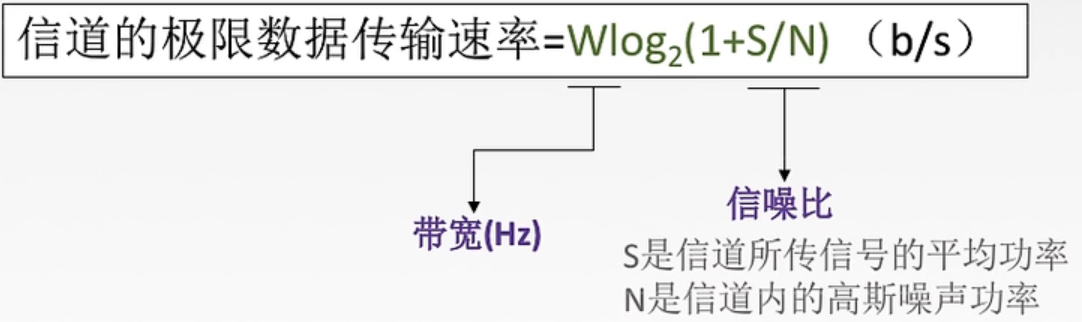 信道的极限数据传输速率=Wlog₂(1+S/N) （b/s）
带宽(Hz)
信噪比
S是信道所传信号的平均功率
N是信道内的高斯噪声功率